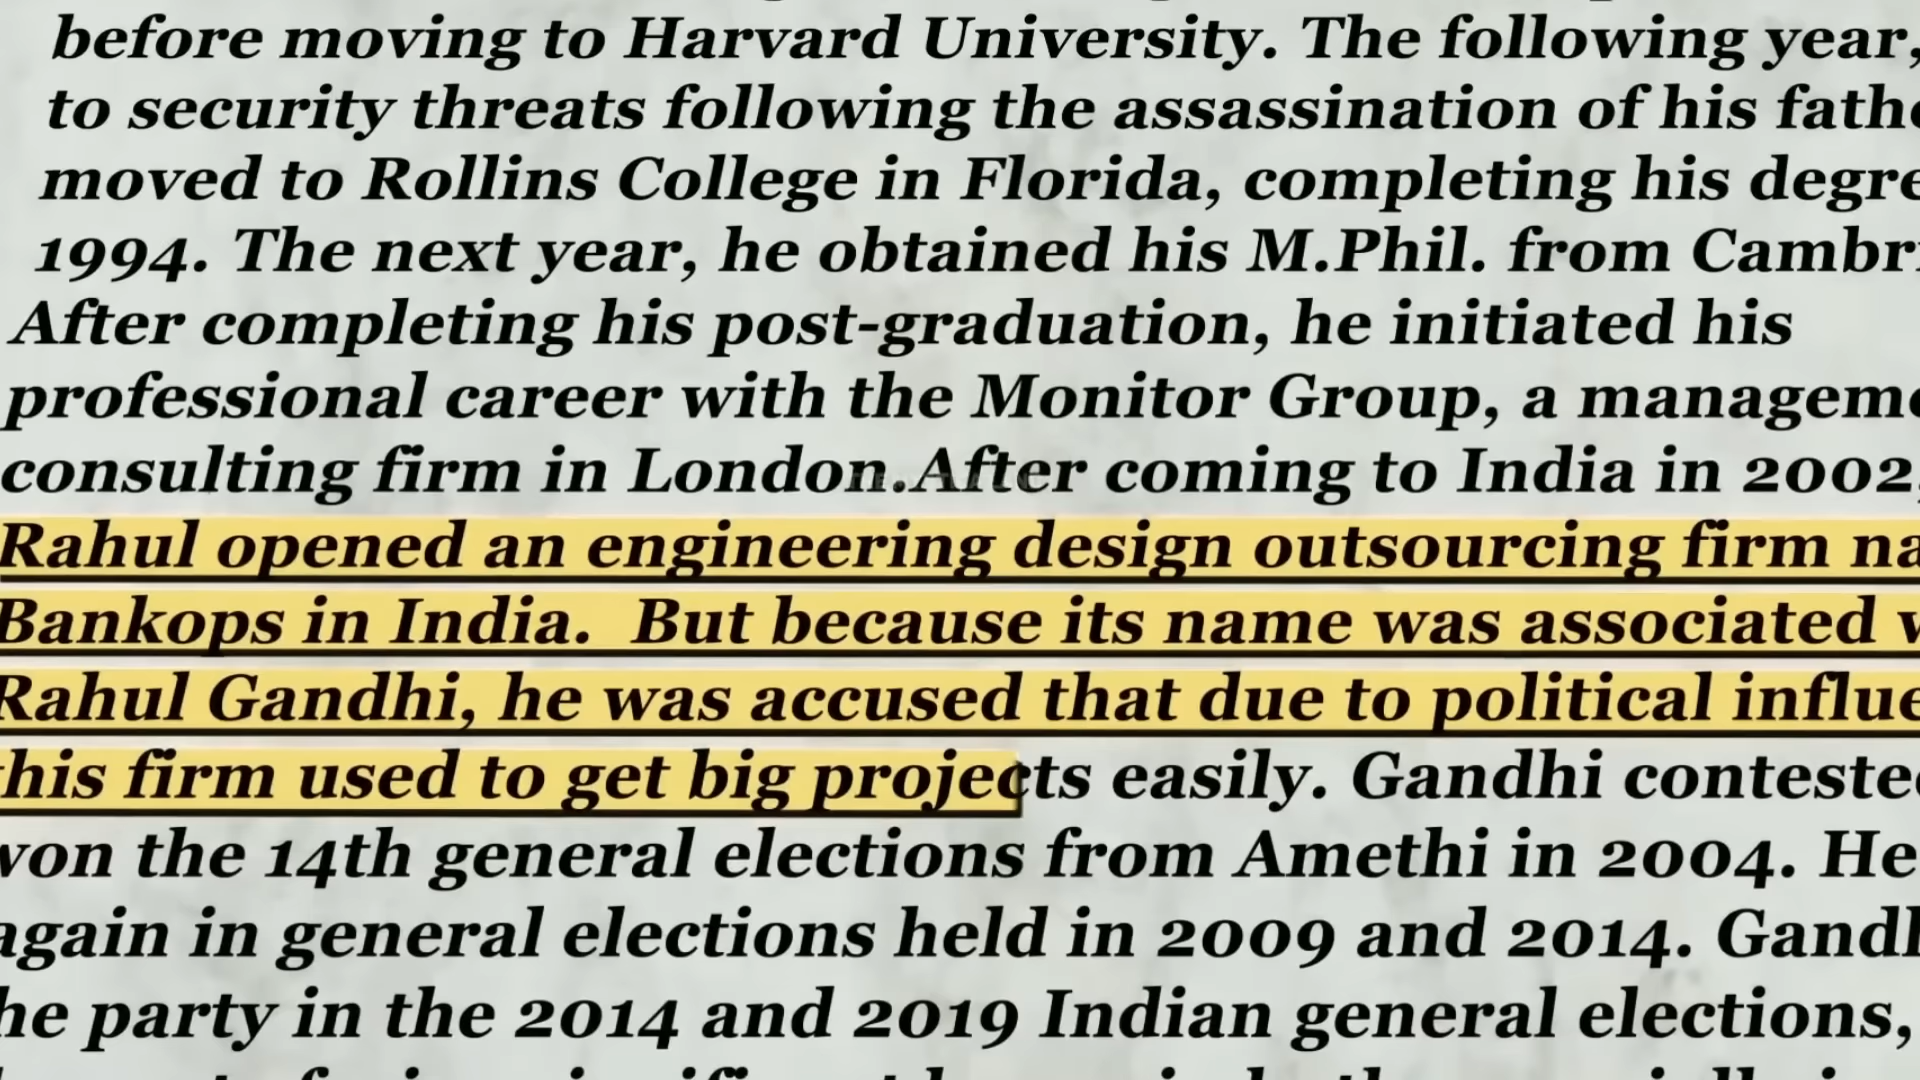 before moving to Harvard University. The following year,
to security threats following the assassination of his fathe
moved to Rollins College in Florida, completing his degre
1994. The next year, he obtained his M.Phil. from Cambri
After completing his post-graduation, he initiated his
professional career with the Monitor Group, a manageme
consulting firm in London.After coming to India in 2002,
Rahul opened an engineering design outsourcing firm na
Bankops in India. But because its name was associated w
Rahul Gandhi, he was accused that due to political influe
this firm used to get big projects easily. Gandhi contested
won the 14th general elections from Amethi in 2004. He
again in general elections held in 2009 and 2014. Gandh
he party in the 2014 and 2019 Indian general elections,